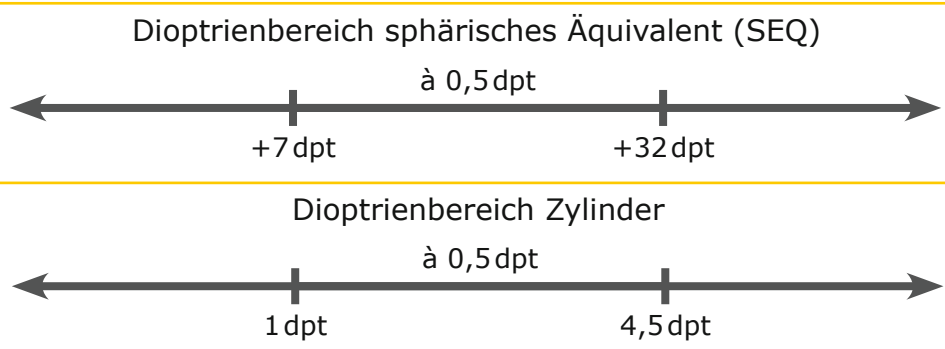 Dioptrienbereich sphärisches Äquivalent (SEQ)
à 0,5 dpt
+7 dpt +32 dpt
Dioptrienbereich Zylinder
à 0,5 dpt
1 dpt 4,5 dpt